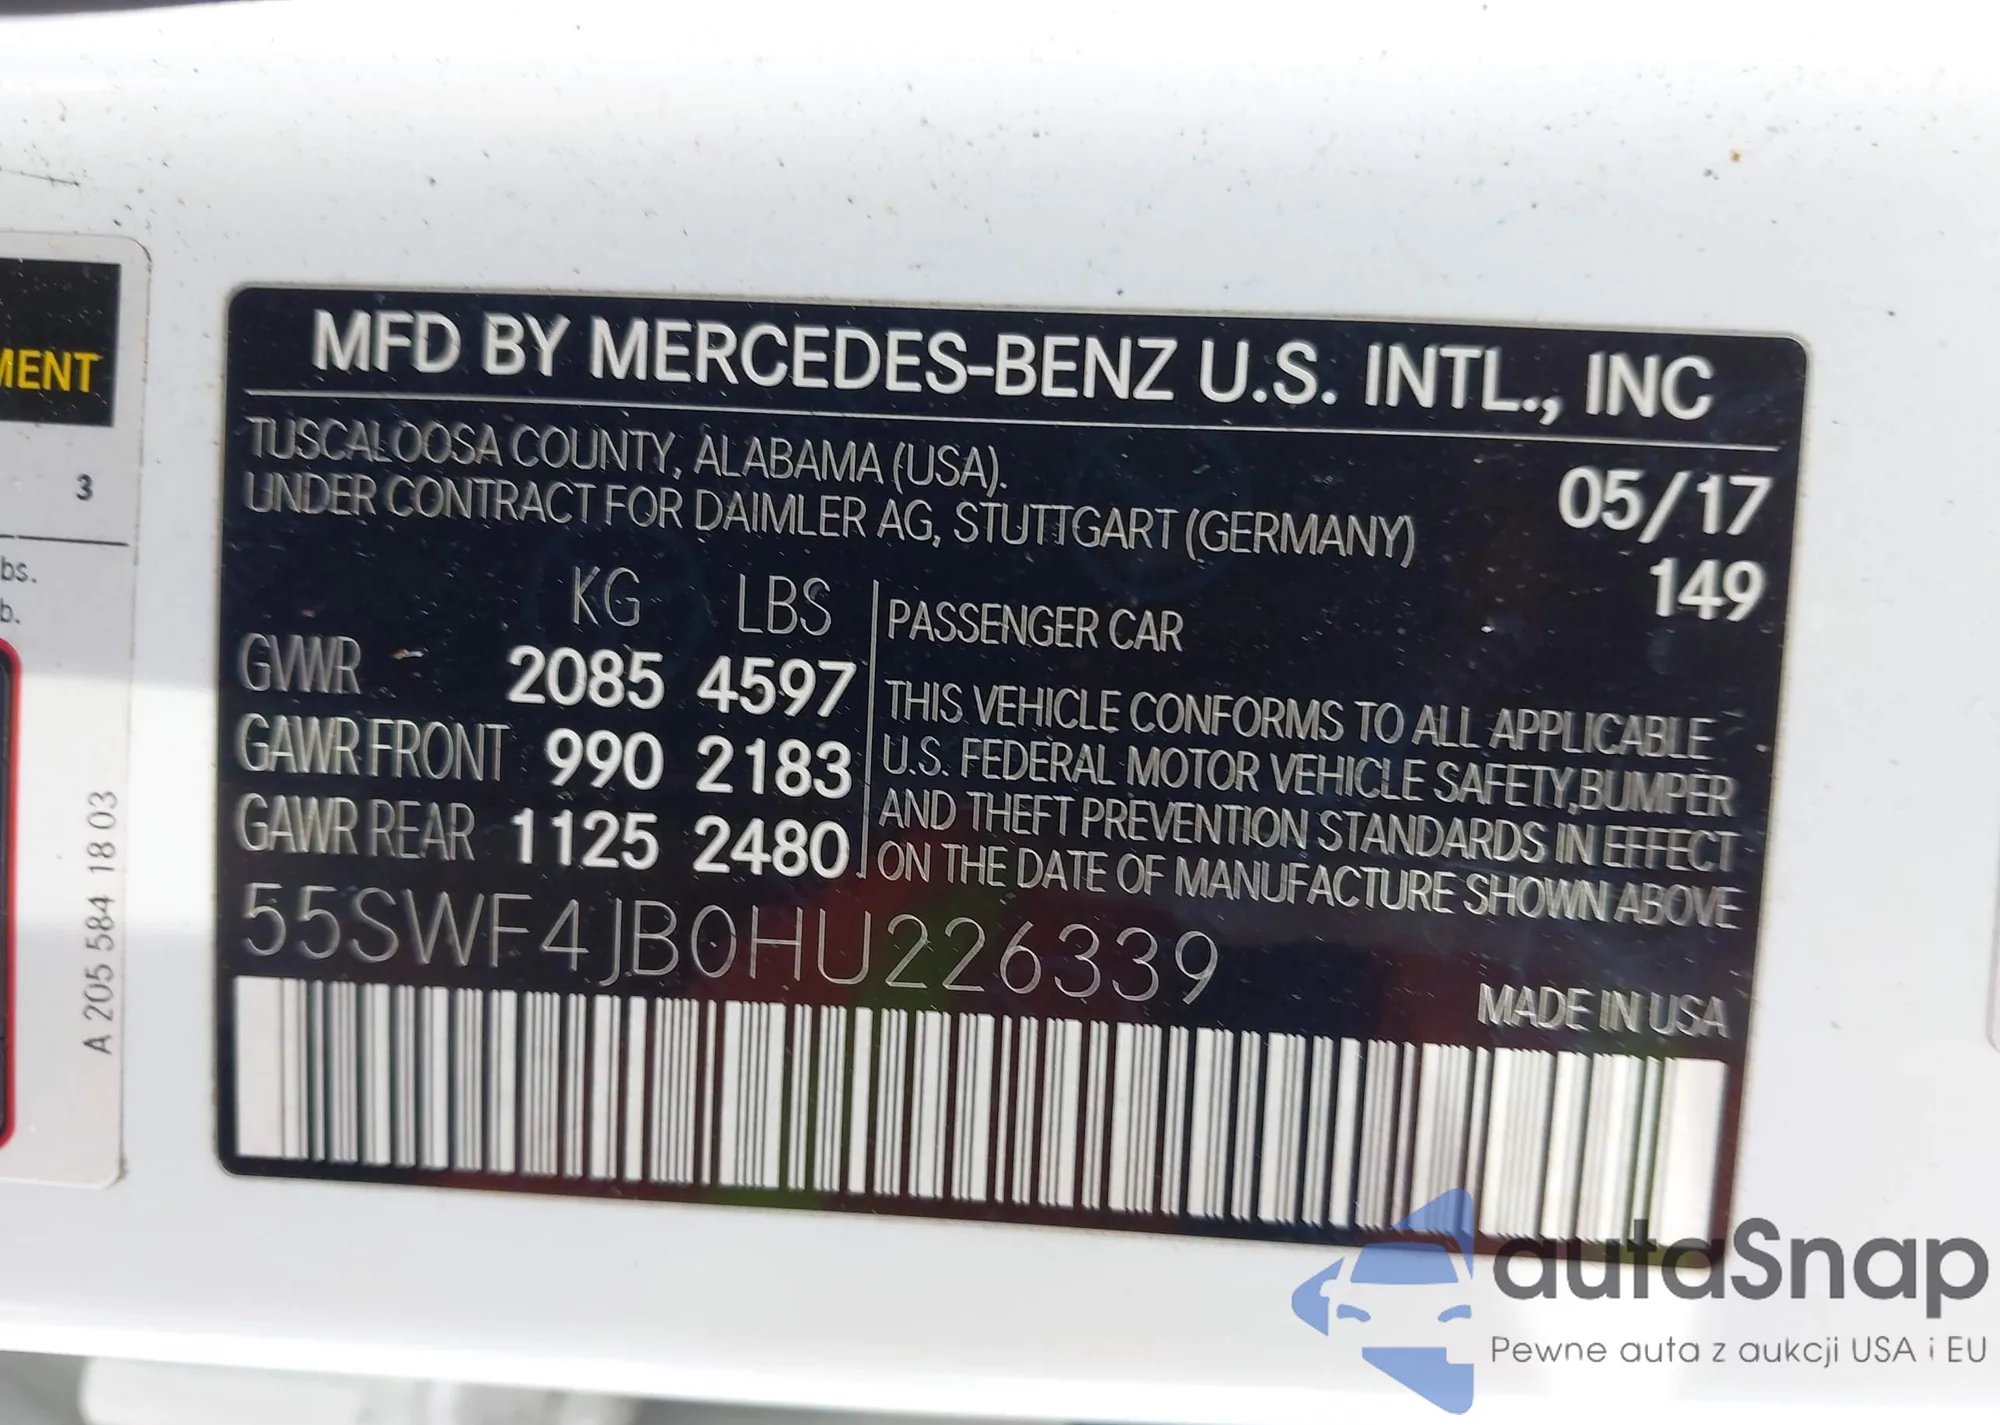 MENT
3
bs.
b.
A 205 584 18 03
MFD BY MERCEDES-BENZ U.S. INTL., INC
TUSCALOOSA COUNTY, ALABAMA (USA).
UNDER CONTRACT FOR DAIMLER AG, STUTTGART (GERMANY)
05/17
149
KG LBS
GVWR 2085 4597
GAWR FRONT 990 2183
GAWR REAR 1125 2480
PASSENGER CAR
THIS VEHICLE CONFORMS TO ALL APPLICABLE
U.S. FEDERAL MOTOR VEHICLE SAFETY, BUMPER
AND THEFT PREVENTION STANDARDS IN EFFECT
ON THE DATE OF MANUFACTURE SHOWN ABOVE
55SWF4JB0HU226339
MADE IN USA
autaSnap
Pewne auta z aukcji USA i EU